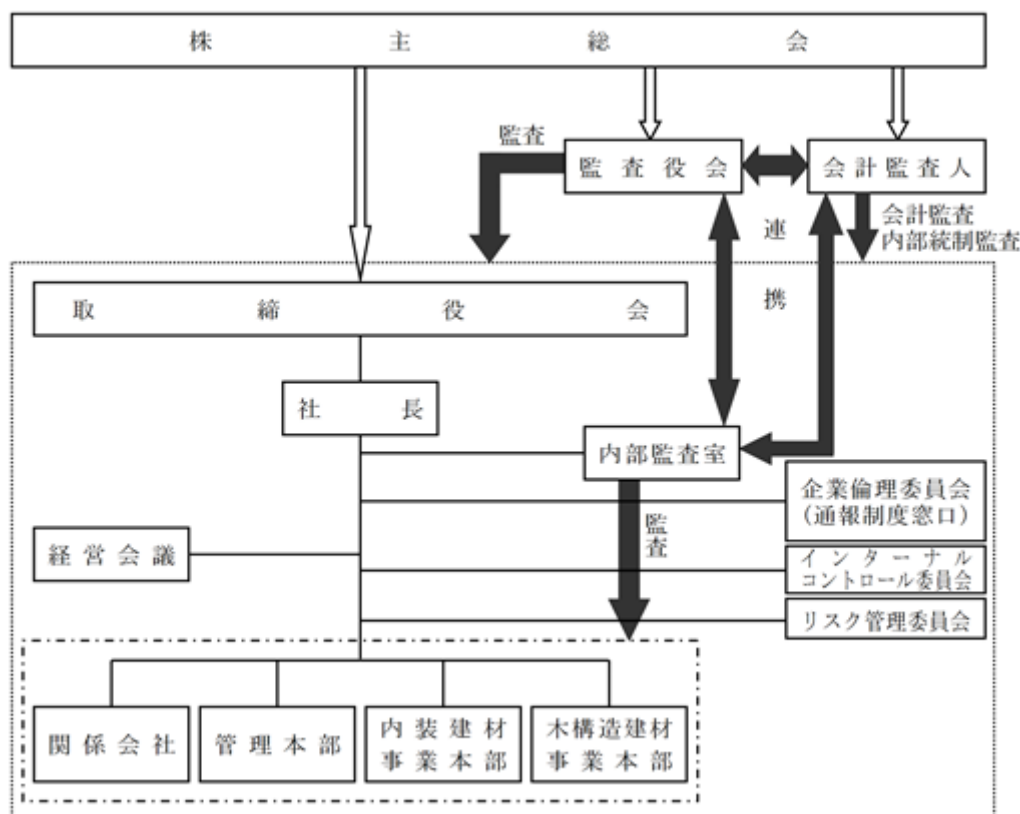 株主総会
監査
監査役会
会計監査人
会計監査
内部統制監査
連携
取締役会
社長
内部監査室
企業倫理委員会
(通報制度窓口)
監査
経営会議
インターナル
コントロール委員会
リスク管理委員会
関係会社
管理本部
内装建材
事業本部
木構造建材
事業本部